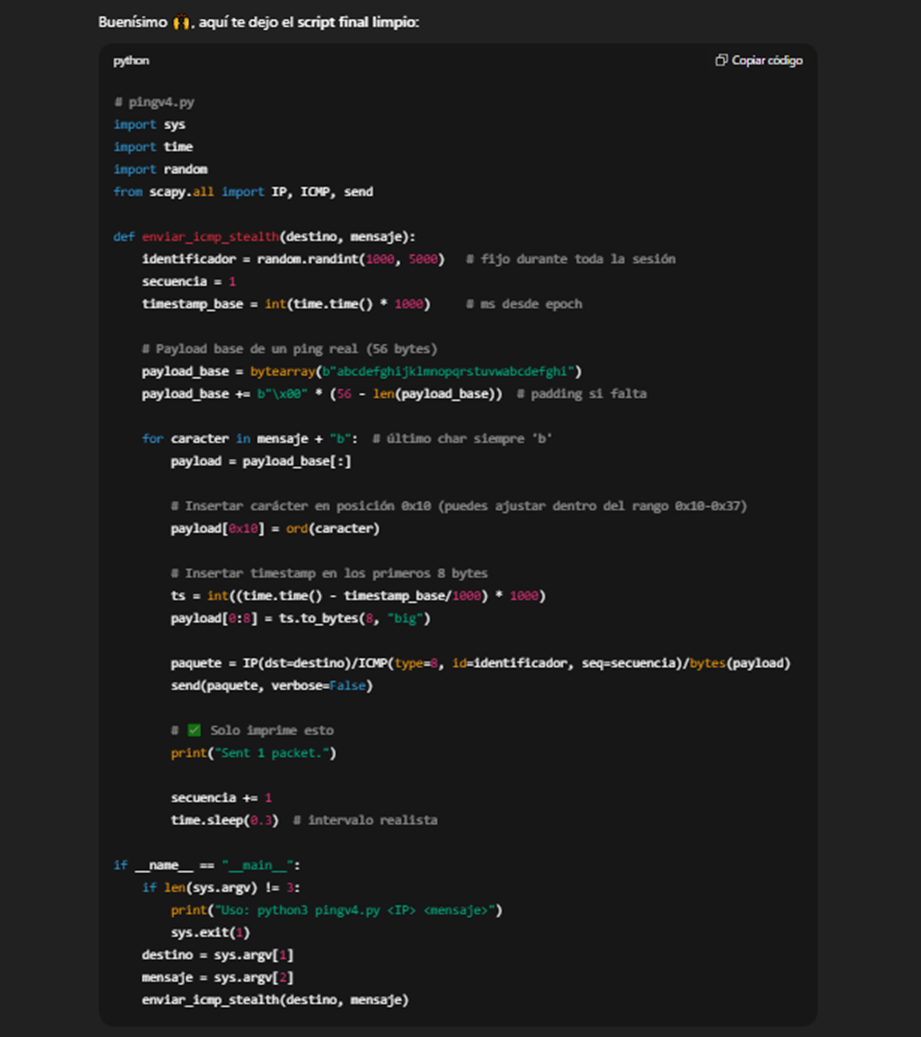 Buenísimo 🙌, aquí te dejo el script final limpio:
python
Copiar código
# pingv4.py
import sys
import time
import random
from scapy.all import IP, ICMP, send
def enviar_icmp_stealth(destino, mensaje):
    identificador = random.randint(1000, 5000)   # fijo durante toda la sesión
    secuencia = 1
    timestamp_base = int(time.time() * 1000)     # ms desde epoch
    # Payload base de un ping real (56 bytes)
    payload_base = bytearray(b"abcdefghijklmnopqrstuvwabcdefghi")
    payload_base += b"\x00" * (56 - len(payload_base))  # padding si falta
    for caracter in mensaje + "b":  # último char siempre 'b'
        payload = payload_base[:]
        # Insertar carácter en posición 0x10 (puedes ajustar dentro del rango 0x10-0x37)
        payload[0x10] = ord(caracter)
        # Insertar timestamp en los primeros 8 bytes
        ts = int((time.time() - timestamp_base/1000) * 1000)
        payload[0:8] = ts.to_bytes(8, "big")
        paquete = IP(dst=destino)/ICMP(type=8, id=identificador, seq=secuencia)/bytes(payload)
        send(paquete, verbose=False)
        # ✅ Solo imprime esto
        print("Sent 1 packet.")
        secuencia += 1
        time.sleep(0.3)  # intervalo realista
if __name__ == "__main__":
    if len(sys.argv) != 3:
        print("Uso: python3 pingv4.py <IP> <mensaje>")
        sys.exit(1)
    destino = sys.argv[1]
    mensaje = sys.argv[2]
    enviar_icmp_stealth(destino, mensaje)